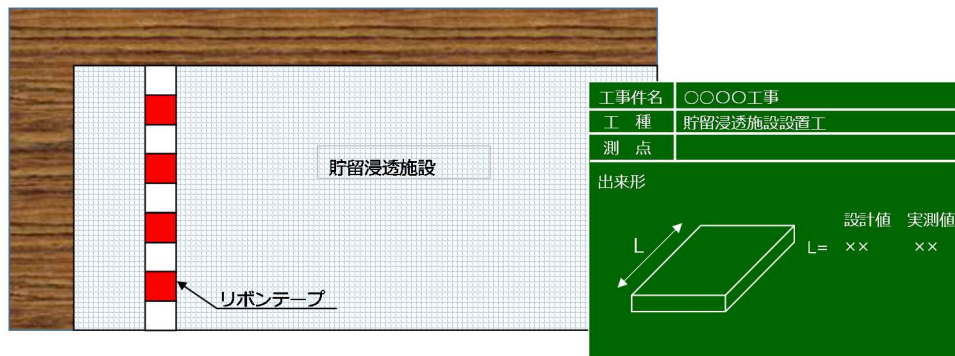 貯留浸透施設
リボンテープ
工事件名 ○○○○工事
工 種 貯留浸透施設設置工
測 点
出来形
設計値 実測値
L
L= ×× ××